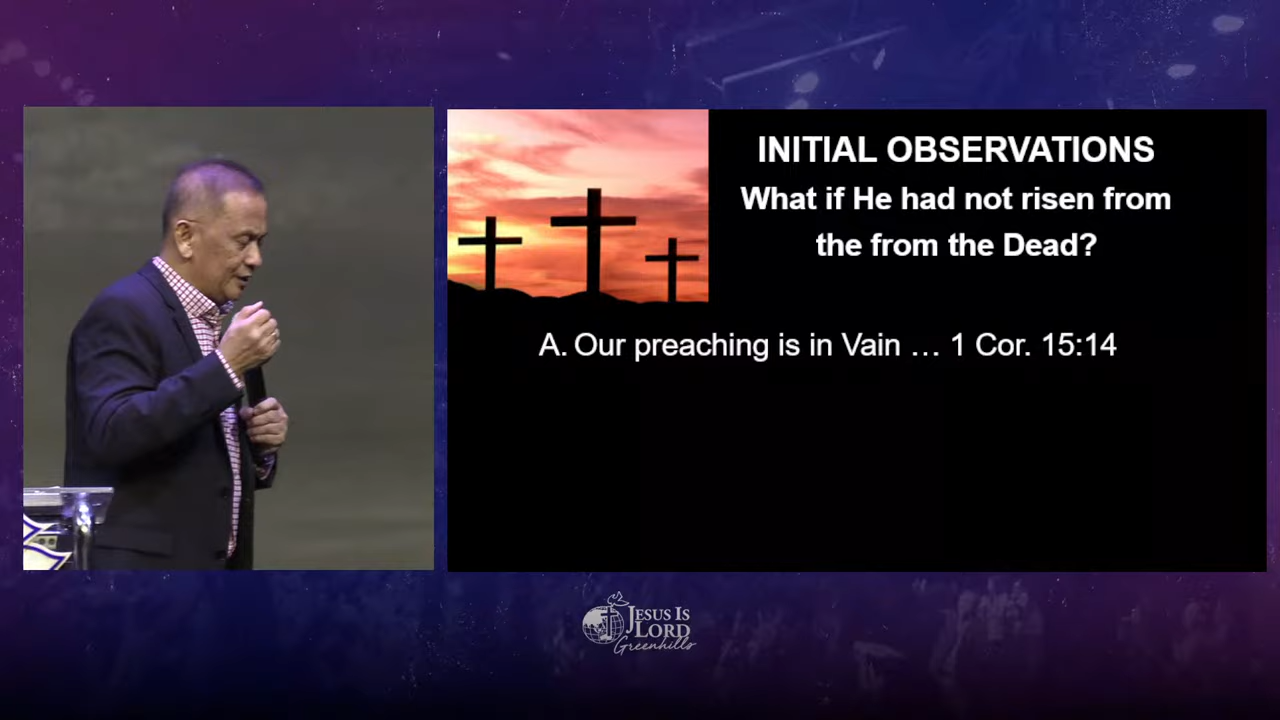 INITIAL OBSERVATIONS
What if He had not risen from
the from the Dead?
A. Our preaching is in Vain … 1 Cor. 15:14
JESUS IS
LORD
Greenhills